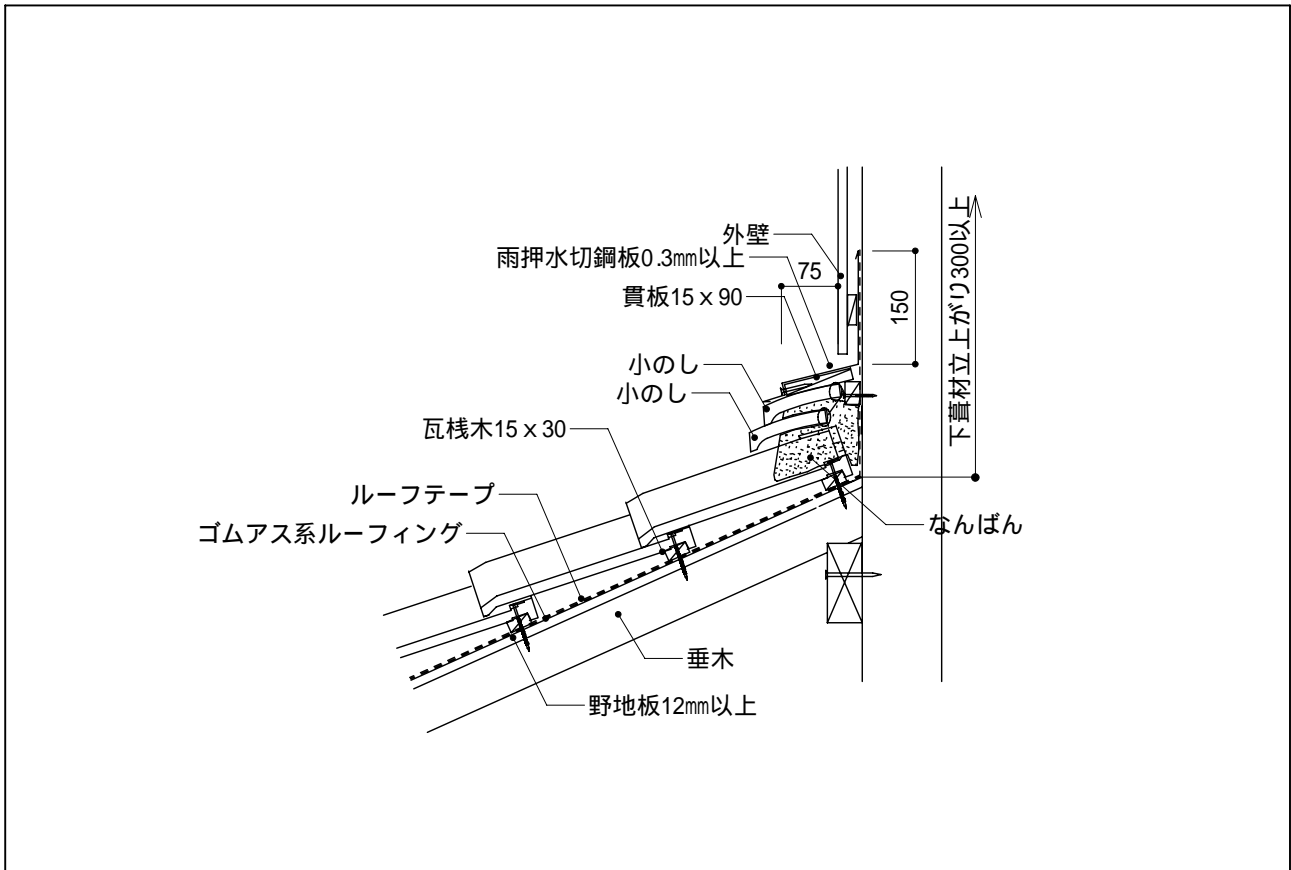 外壁
雨押水切鋼板0.3mm以上
75
貫板15×90
150
下葺材立上がり300以上
小のし
小のし
瓦桟木15×30
ルーフテープ
ゴムアス系ルーフィング
なんばん
垂木
野地板12mm以上